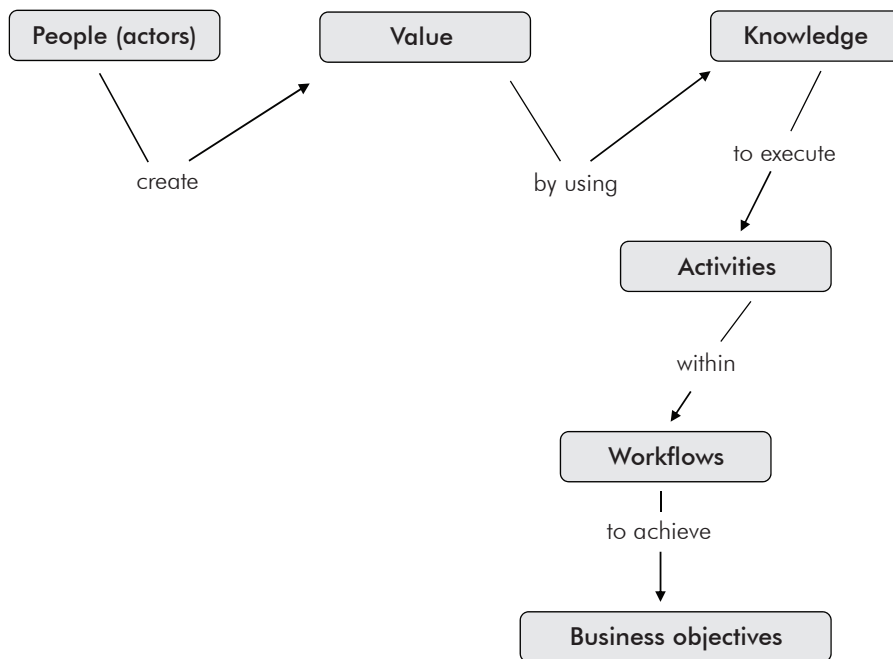 People (actors)
Value
Knowledge
create
by using
to execute
Activities
within
Workflows
to achieve
Business objectives